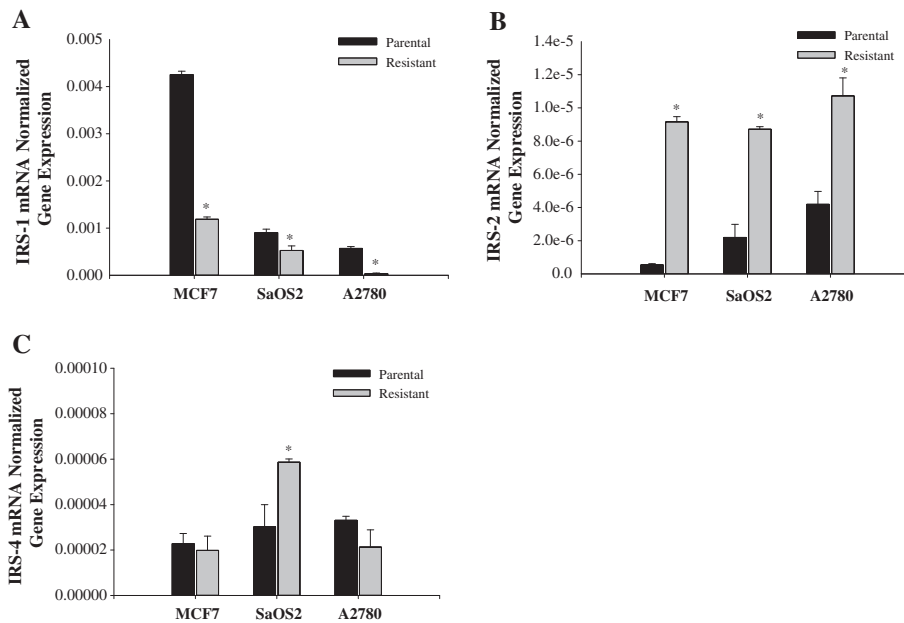 A
IRS-1 mRNA Normalized
Gene Expression
0.005
0.004
0.003
0.002
0.001
0.000
Parental
Resistant
*
*
*
MCF7 SaOS2 A2780
B
IRS-2 mRNA Normalized
Gene Expression
1.4e-5
1.2e-5
1.0e-5
8.0e-6
6.0e-6
4.0e-6
2.0e-6
0.0
Parental
Resistant
*
*
*
MCF7 SaOS2 A2780
C
IRS-4 mRNA Normalized
Gene Expression
0.00010
0.00008
0.00006
0.00004
0.00002
0.00000
Parental
Resistant
*
MCF7 SaOS2 A2780